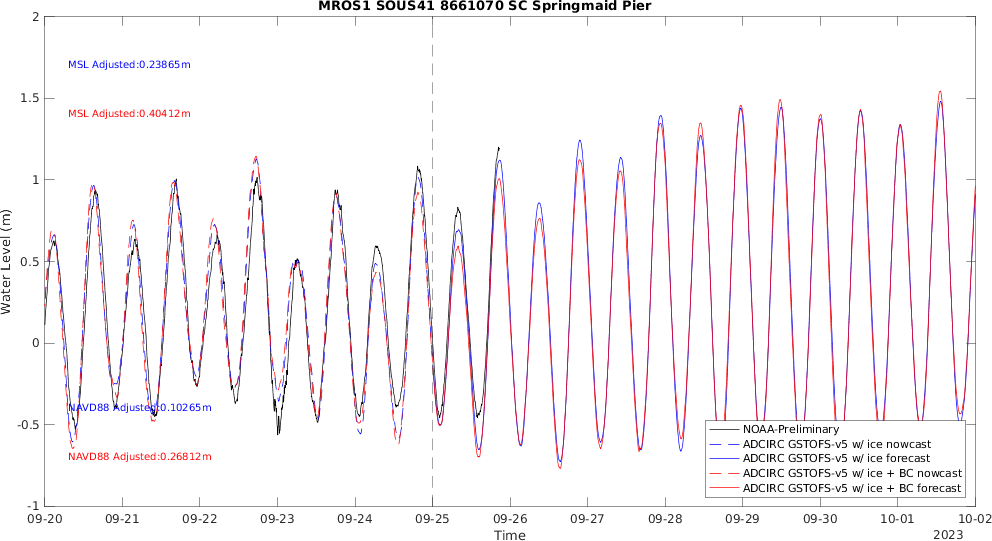 MROS1 SOUS41 8661070 SC Springmaid Pier
2
1.5
1
0.5
0
-0.5
-1
Water Level (m)
MSL Adjusted:0.23865m
MSL Adjusted:0.40412m
NAVD88 Adjusted:0.10265m
NAVD88 Adjusted:0.26812m
NOAA-Preliminary
ADCIRC GSTOFS-v5 w/ ice nowcast
ADCIRC GSTOFS-v5 w/ ice forecast
ADCIRC GSTOFS-v5 w/ ice + BC nowcast
ADCIRC GSTOFS-v5 w/ ice + BC forecast
09-20 09-21 09-22 09-23 09-24 09-25 09-26 09-27 09-28 09-29 09-30 10-01 10-02
Time
2023